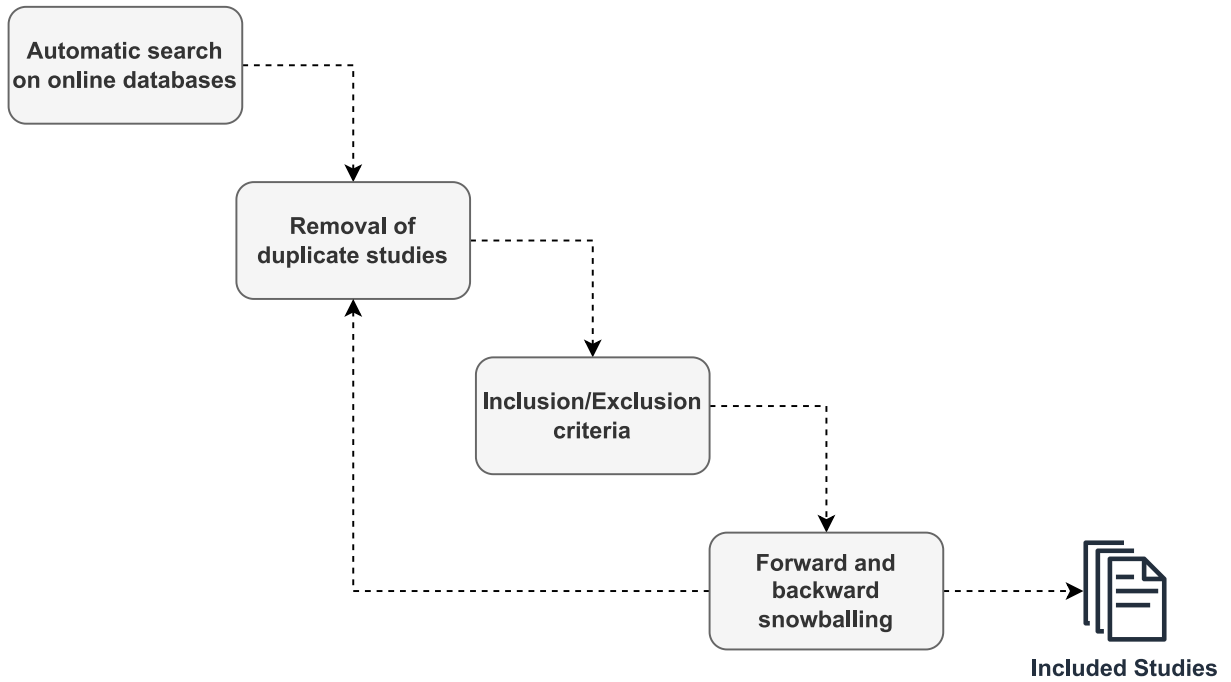 Automatic search
on online databases
Removal of
duplicate studies
Inclusion/Exclusion
criteria
Forward and
backward
snowballing
Included Studies